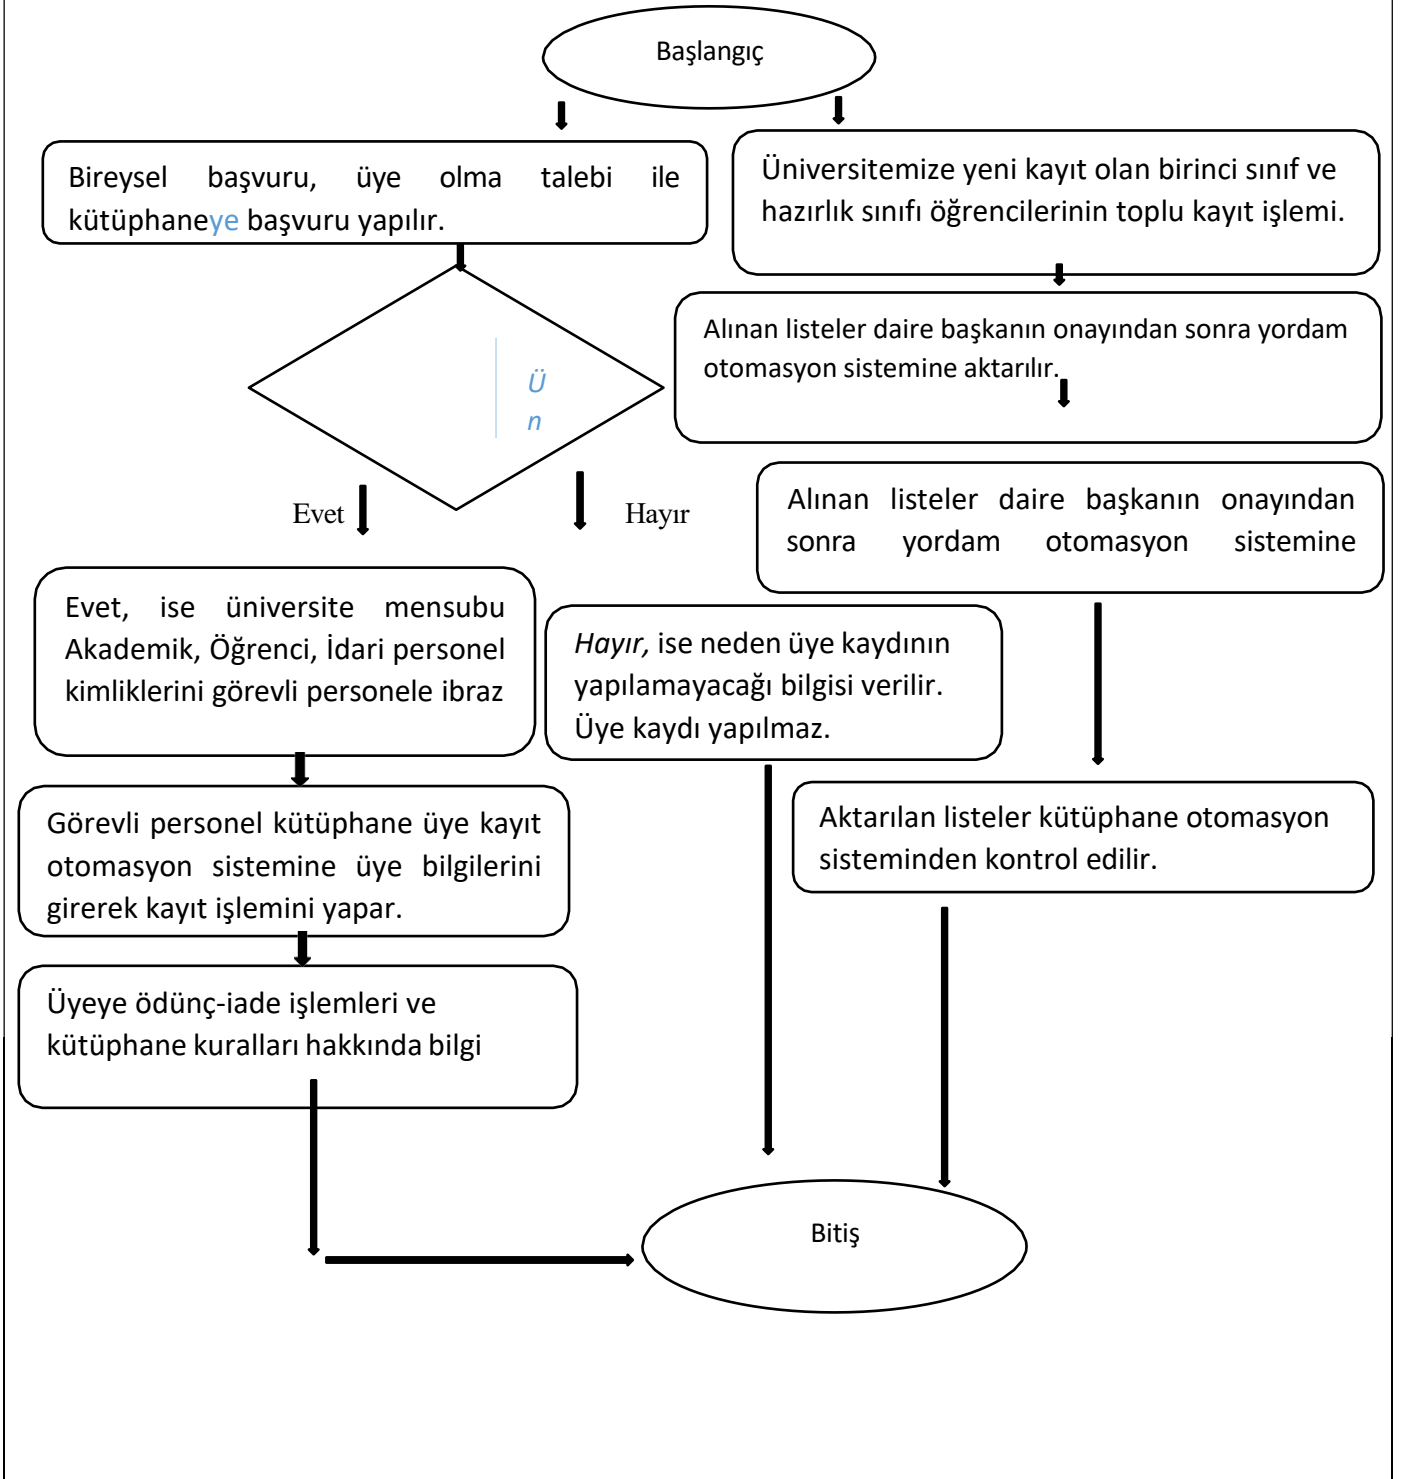 Başlangıç
Bireysel başvuru, üye olma talebi ile
kütüphaneye başvuru yapılır.
Üniversitemize yeni kayıt olan birinci sınıf ve
hazırlık sınıfı öğrencilerinin toplu kayıt işlemi.
Alınan listeler daire başkanın onayından sonra yordam
otomasyon sistemine aktarılır.
Ü
n
Evet
Hayır
Alınan listeler daire başkanın onayından
sonra yordam otomasyon sistemine
Evet, ise üniversite mensubu
Akademik, Öğrenci, İdari personel
kimliklerini görevli personele ibraz
Hayır, ise neden üye kaydının
yapılamayacağı bilgisi verilir.
Üye kaydı yapılmaz.
Görevli personel kütüphane üye kayıt
otomasyon sistemine üye bilgilerini
girerek kayıt işlemini yapar.
Aktarılan listeler kütüphane otomasyon
sisteminden kontrol edilir.
Üyeye ödünç-iade işlemleri ve
kütüphane kuralları hakkında bilgi
Bitiş